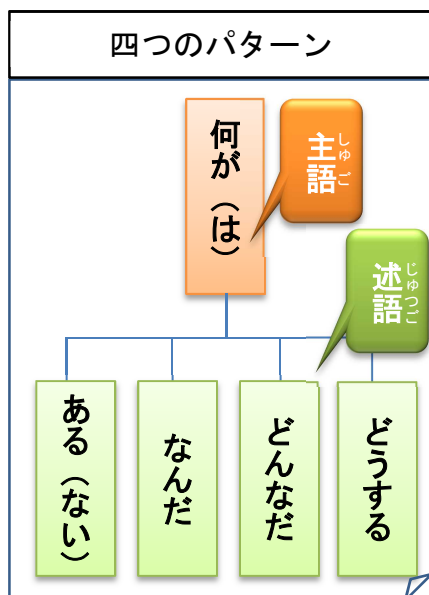 四つのパターン
何が（は）
主語
しゅご
述語
じゅつご
どうする
どんなだ
なんだ
ある（ない）